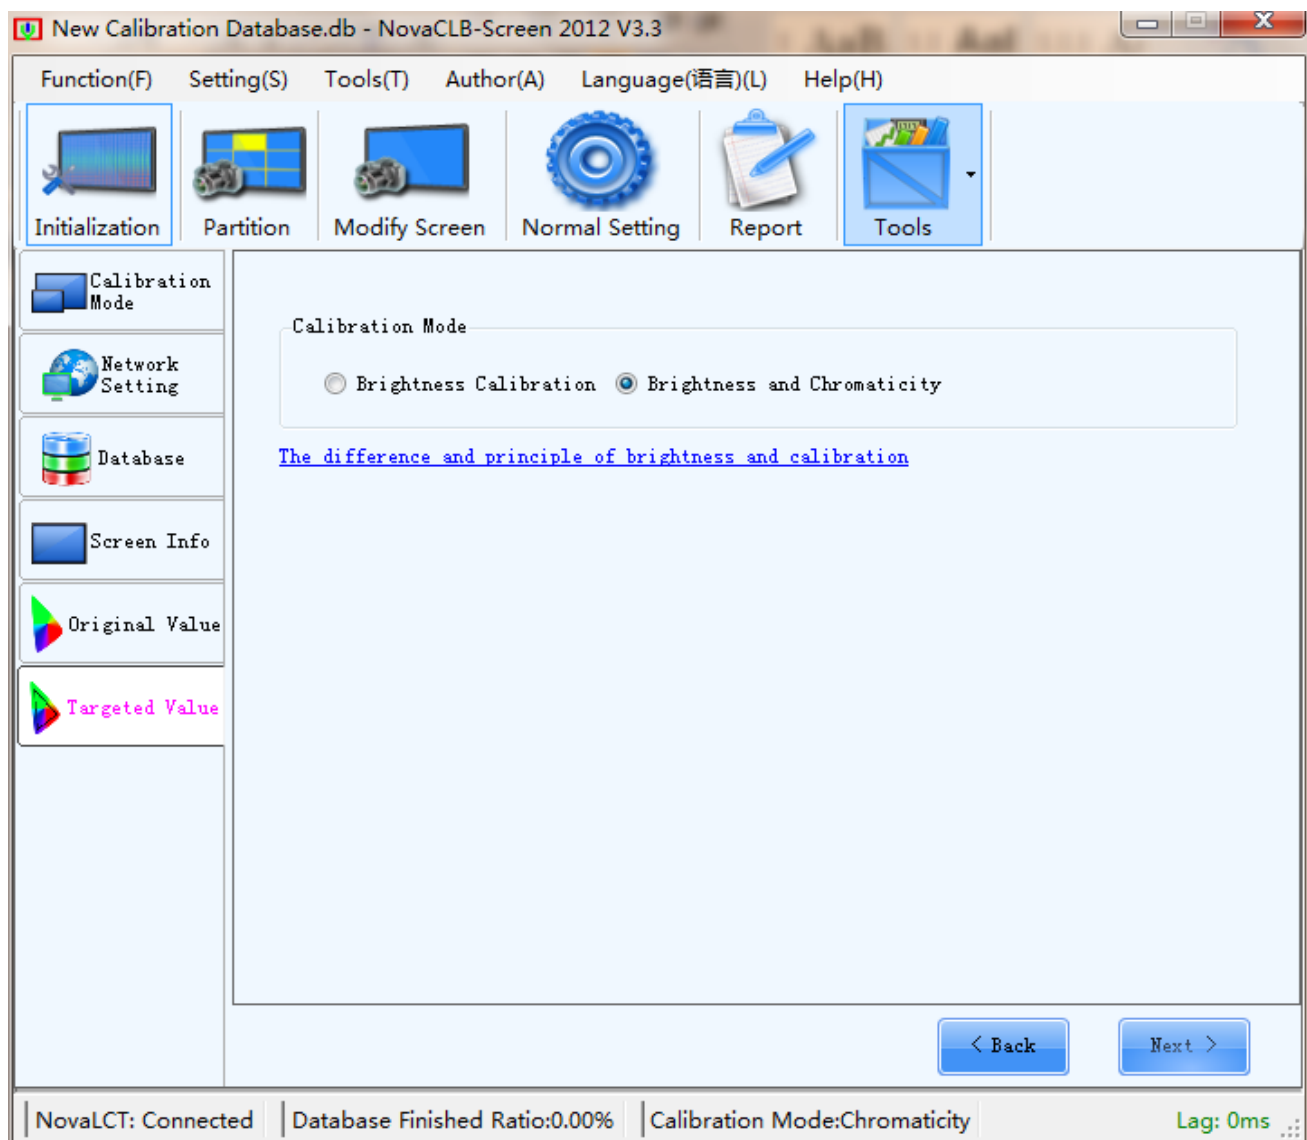 New Calibration Database.db - NovaCLB-Screen 2012 V3.3
Function(F) Setting(S) Tools(T) Author(A) Language(语言)(L) Help(H)
Initialization Partition Modify Screen Normal Setting Report Tools
Calibration
Mode
Network
Setting
Database
Screen Info
Original Value
Targeted Value
Calibration Mode
Brightness Calibration Brightness and Chromaticity
The difference and principle of brightness and calibration
< Back Next >
NovaLCT: Connected Database Finished Ratio:0.00% Calibration Mode:Chromaticity Lag: 0ms